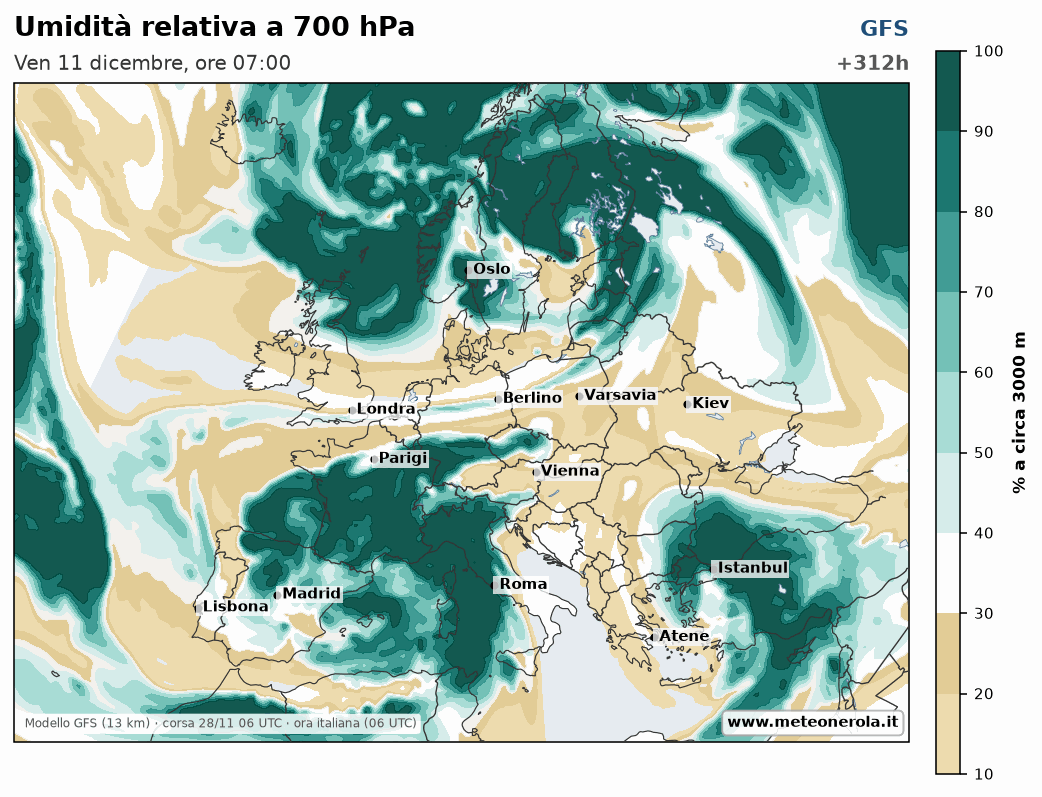 Umidità relativa a 700 hPa
GFS
Ven 11 dicembre, ore 07:00
+312h
100
90
80
70
60
50
40
30
20
10
% a circa 3000 m
Oslo
Londra
Berlino
Varsavia
Kiev
Parigi
Vienna
Istanbul
Roma
Madrid
Lisbona
Atene
Modello GFS (13 km) · corsa 28/11 06 UTC · ora italiana (06 UTC)
www.meteonerola.it